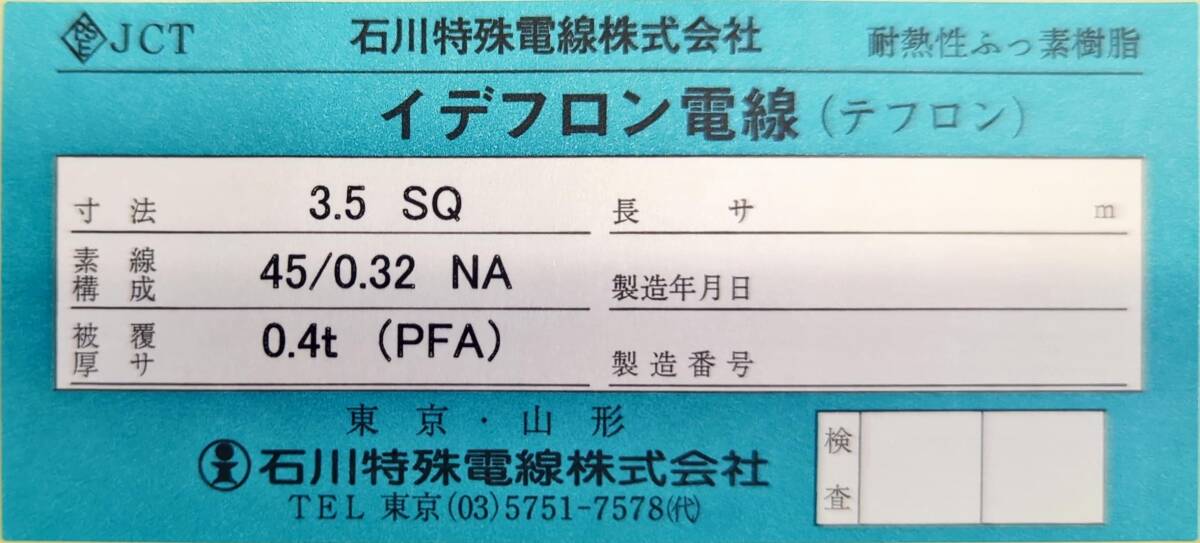 PSE JCT 石川特殊電線株式会社 耐熱性ふっ素樹脂
イデフロン電線(テフロン)
寸法 3.5 SQ 長サ m
素線構成 45/0.32 NA 製造年月日
被覆厚サ 0.4t (PFA) 製造番号
東京・山形
石川特殊電線株式会社
TEL 東京(03)5751-7578(代)
検査